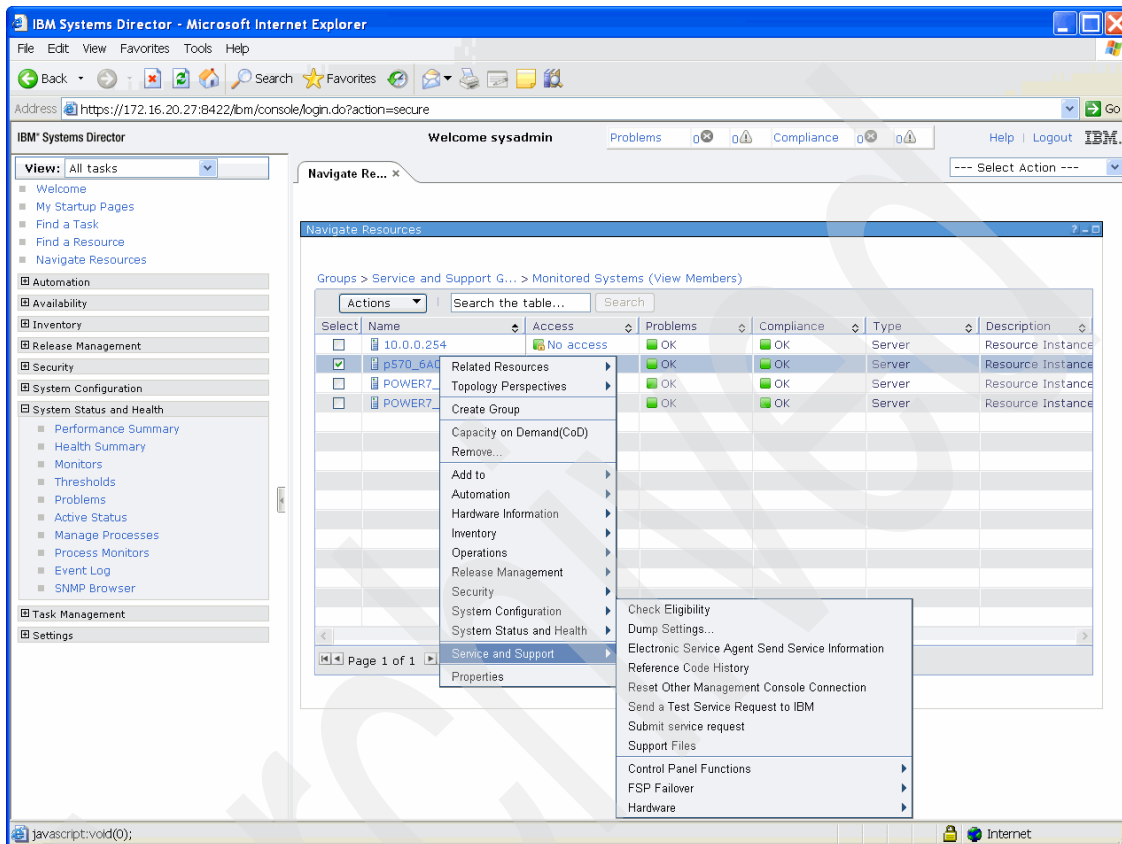 IBM Systems Director - Microsoft Internet Explorer
File Edit View Favorites Tools Help
Back Search Favorites
Address https://172.16.20.27:8422/ibm/console/login.do?action=secure Go
IBM® Systems Director Welcome sysadmin Problems 0 0 Compliance 0 0 Help | Logout IBM.
View: All tasks
Navigate Re... × --- Select Action ---
Welcome
My Startup Pages
Find a Task
Find a Resource
Navigate Resources
Automation
Availability
Inventory
Release Management
Security
System Configuration
System Status and Health
Performance Summary
Health Summary
Monitors
Thresholds
Problems
Active Status
Manage Processes
Process Monitors
Event Log
SNMP Browser
Task Management
Settings
Navigate Resources
Groups > Service and Support G... > Monitored Systems (View Members)
Actions Search the table... Search
Select Name Access Problems Compliance Type Description
10.0.0.254 No access OK OK Server Resource Instance
p570_6AC OK OK Server Resource Instance
POWER7_ OK OK Server Resource Instance
POWER7_ OK OK Server Resource Instance
Page 1 of 1
Related Resources
Topology Perspectives
Create Group
Capacity on Demand(CoD)
Remove...
Add to
Automation
Hardware Information
Inventory
Operations
Release Management
Security
System Configuration
System Status and Health
Service and Support
Properties
Check Eligibility
Dump Settings...
Electronic Service Agent Send Service Information
Reference Code History
Reset Other Management Console Connection
Send a Test Service Request to IBM
Submit service request
Support Files
Control Panel Functions
FSP Failover
Hardware
javascript:void(0); Internet
Archived